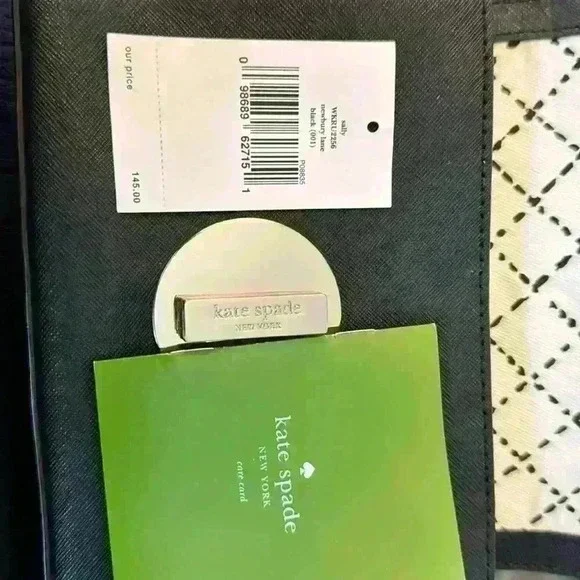 our price
145.00
0 98689 62715 1
P08835
sally
WKRU2256
newbury lane
black (001)
kate spade
NEW YORK
kate spade
NEW YORK
care card